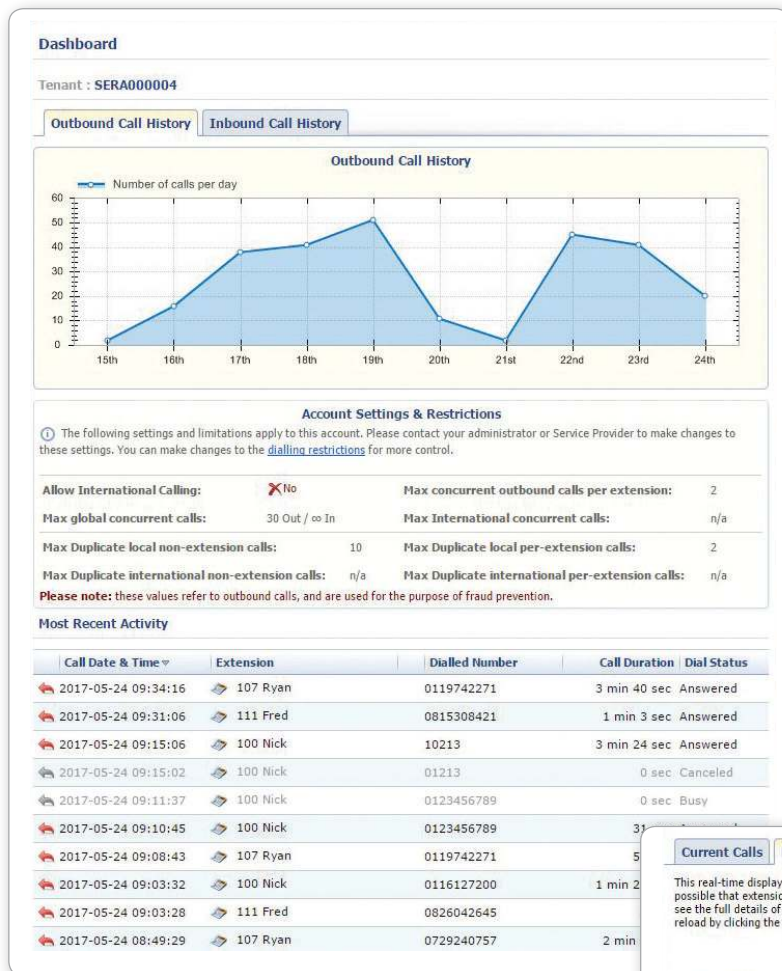 Dashboard
Tenant : SERA000004
Outbound Call History Inbound Call History
Outbound Call History
Number of calls per day
60
50
40
30
20
10
0
15th 16th 17th 18th 19th 20th 21st 22nd 23rd 24th
Account Settings & Restrictions
The following settings and limitations apply to this account. Please contact your administrator or Service Provider to make changes to
these settings. You can make changes to the dialling restrictions for more control.
Allow International Calling: No Max concurrent outbound calls per extension: 2
Max global concurrent calls: 30 Out / ∞ In Max International concurrent calls: n/a
Max Duplicate local non-extension calls: 10 Max Duplicate local per-extension calls: 2
Max Duplicate international non-extension calls: n/a Max Duplicate international per-extension calls: n/a
Please note: these values refer to outbound calls, and are used for the purpose of fraud prevention.
Most Recent Activity
Call Date & Time Extension Dialled Number Call Duration Dial Status
2017-05-24 09:34:16 107 Ryan 0119742271 3 min 40 sec Answered
2017-05-24 09:31:06 111 Fred 0815308421 1 min 3 sec Answered
2017-05-24 09:15:06 100 Nick 10213 3 min 24 sec Answered
2017-05-24 09:15:02 100 Nick 01213 0 sec Canceled
2017-05-24 09:11:37 100 Nick 0123456789 0 sec Busy
2017-05-24 09:10:45 100 Nick 0123456789 31
2017-05-24 09:08:43 107 Ryan 0119742271 5
2017-05-24 09:03:32 100 Nick 0116127200 1 min 2
2017-05-24 09:03:28 111 Fred 0826042645
2017-05-24 08:49:29 107 Ryan 0729240757 2 min
Current Calls
This real-time display
possible that extensio
see the full details of
reload by clicking the